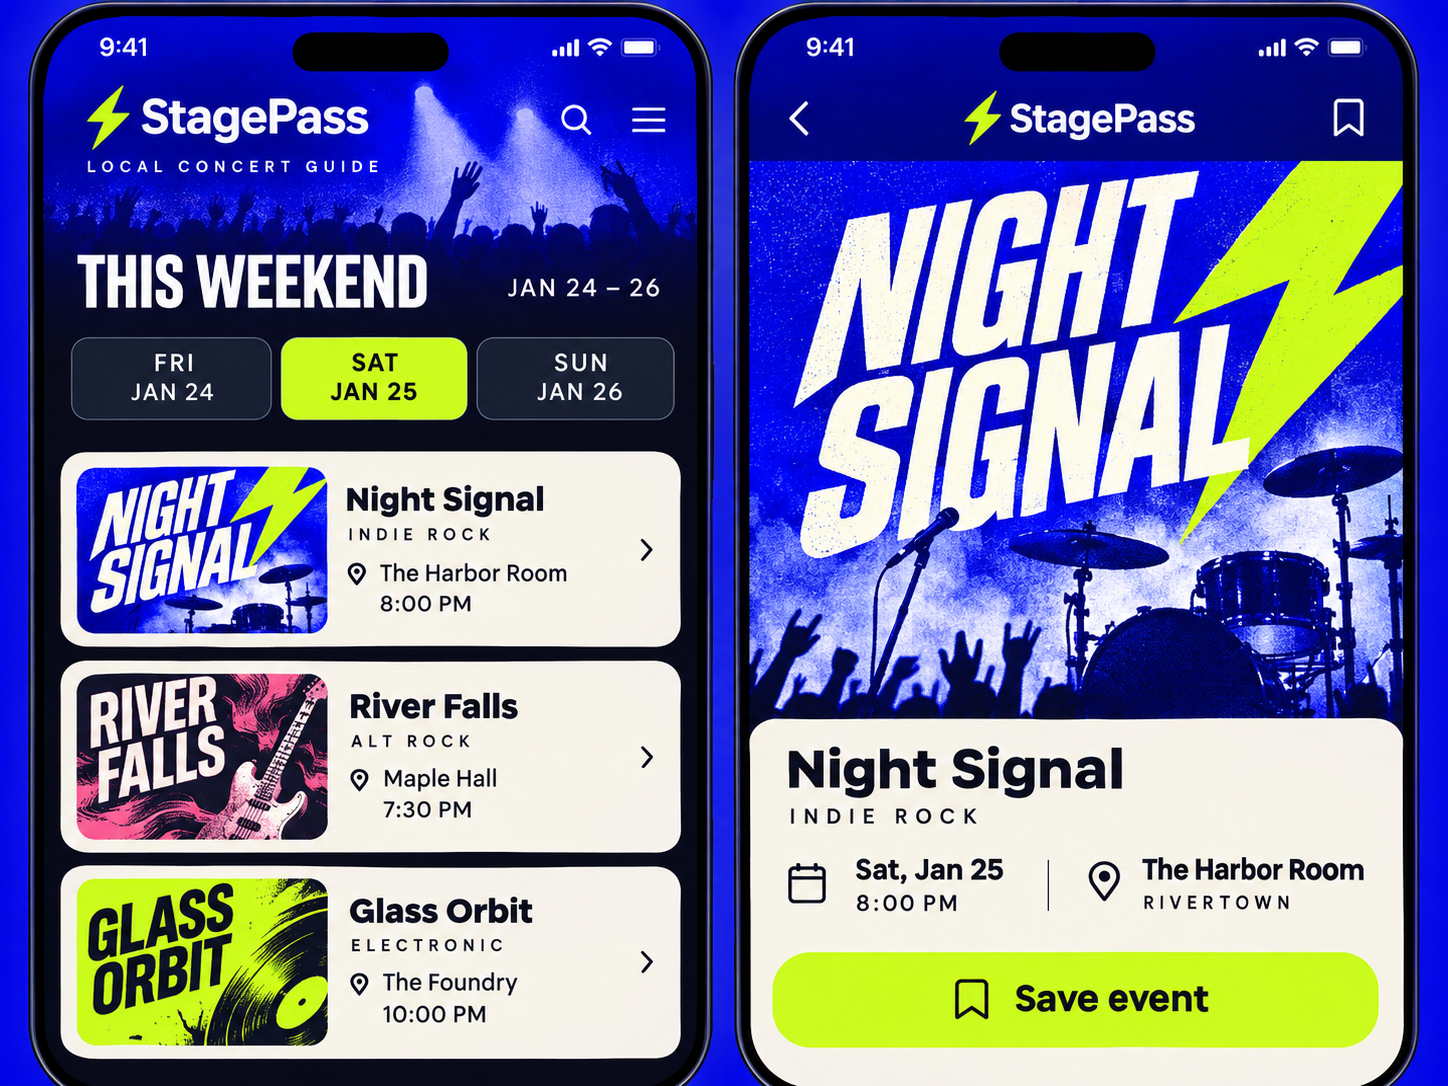 9:41
StagePass
LOCAL CONCERT GUIDE
THIS WEEKEND
JAN 24 – 26
FRI
JAN 24
SAT
JAN 25
SUN
JAN 26
NIGHT
SIGNAL
Night Signal
INDIE ROCK
The Harbor Room
8:00 PM
RIVER
FALLS
River Falls
ALT ROCK
Maple Hall
7:30 PM
GLASS
ORBIT
Glass Orbit
ELECTRONIC
The Foundry
10:00 PM
9:41
StagePass
NIGHT
SIGNAL
Night Signal
INDIE ROCK
Sat, Jan 25
8:00 PM
The Harbor Room
RIVERTOWN
Save event